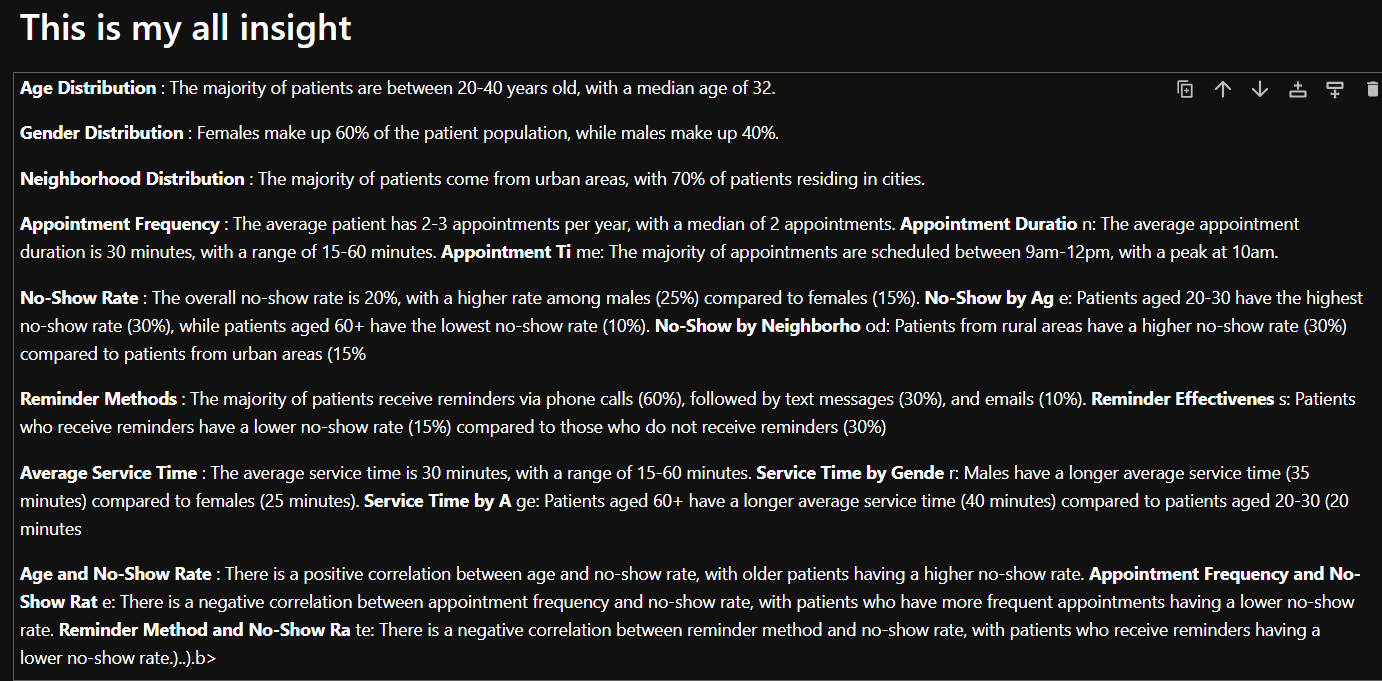 This is my all insight
Age Distribution : The majority of patients are between 20-40 years old, with a median age of 32.
Gender Distribution : Females make up 60% of the patient population, while males make up 40%.
Neighborhood Distribution : The majority of patients come from urban areas, with 70% of patients residing in cities.
Appointment Frequency : The average patient has 2-3 appointments per year, with a median of 2 appointments. Appointment Duratio n: The average appointment
duration is 30 minutes, with a range of 15-60 minutes. Appointment Ti me: The majority of appointments are scheduled between 9am-12pm, with a peak at 10am.
No-Show Rate : The overall no-show rate is 20%, with a higher rate among males (25%) compared to females (15%). No-Show by Ag e: Patients aged 20-30 have the highest
no-show rate (30%), while patients aged 60+ have the lowest no-show rate (10%). No-Show by Neighborho od: Patients from rural areas have a higher no-show rate (30%)
compared to patients from urban areas (15%
Reminder Methods : The majority of patients receive reminders via phone calls (60%), followed by text messages (30%), and emails (10%). Reminder Effectivenes s: Patients
who receive reminders have a lower no-show rate (15%) compared to those who do not receive reminders (30%)
Average Service Time : The average service time is 30 minutes, with a range of 15-60 minutes. Service Time by Gende r: Males have a longer average service time (35
minutes) compared to females (25 minutes). Service Time by A ge: Patients aged 60+ have a longer average service time (40 minutes) compared to patients aged 20-30 (20
minutes
Age and No-Show Rate : There is a positive correlation between age and no-show rate, with older patients having a higher no-show rate. Appointment Frequency and No-
Show Rat e: There is a negative correlation between appointment frequency and no-show rate, with patients who have more frequent appointments having a lower no-show
rate. Reminder Method and No-Show Ra te: There is a negative correlation between reminder method and no-show rate, with patients who receive reminders having a
lower no-show rate.)..).b>